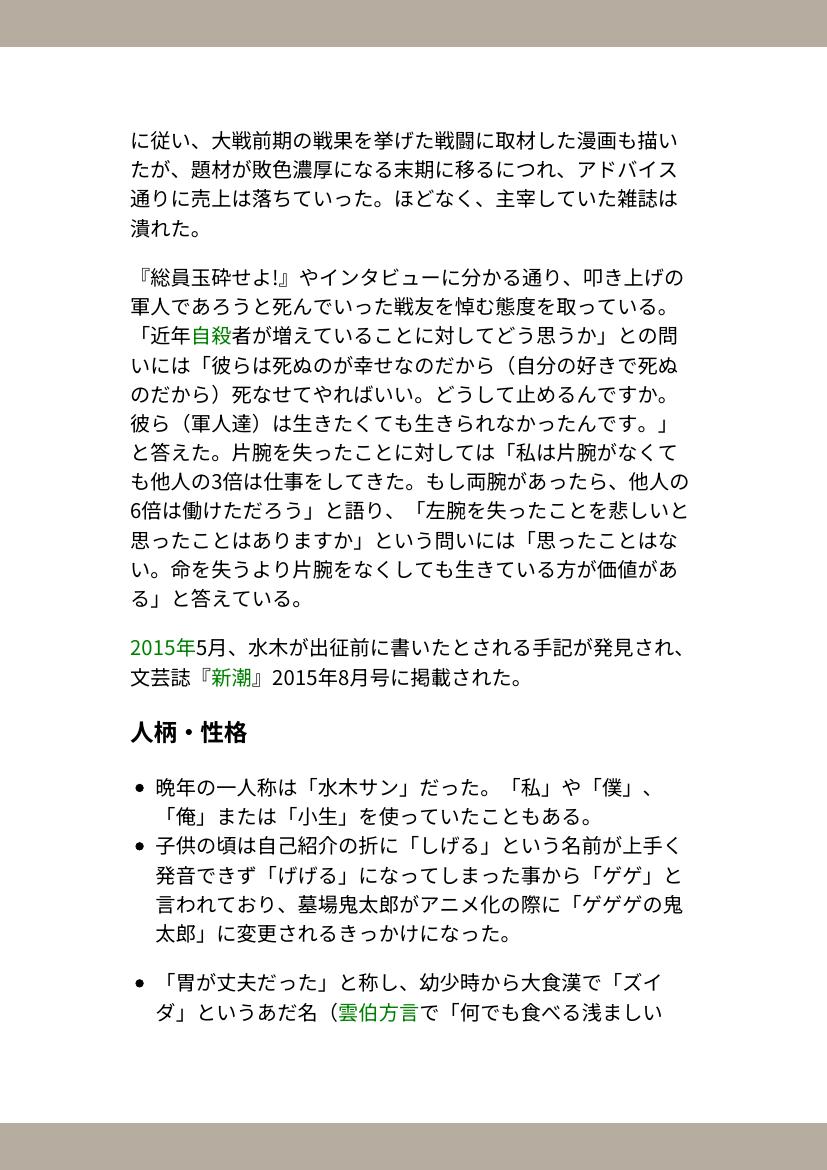 に従い、大戦前期の戦果を挙げた戦闘に取材した漫画も描い
たが、題材が敗色濃厚になる末期に移るにつれ、アドバイス
通りに売上は落ちていった。ほどなく、主宰していた雑誌は
潰れた。
『総員玉砕せよ!』やインタビューに分かる通り、叩き上げの
軍人であろうと死んでいった戦友を悼む態度を取っている。
「近年自殺者が増えていることに対してどう思うか」との問
いには「彼らは死ぬのが幸せなのだから（自分の好きで死ぬ
のだから）死なせてやればいい。どうして止めるんですか。
彼ら（軍人達）は生きたくても生きられなかったんです。」
と答えた。片腕を失ったことに対しては「私は片腕がなくて
も他人の3倍は仕事をしてきた。もし両腕があったら、他人の
6倍は働けただろう」と語り、「左腕を失ったことを悲しいと
思ったことはありますか」という問いには「思ったことはな
い。命を失うより片腕をなくしても生きている方が価値があ
る」と答えている。
2015年5月、水木が出征前に書いたとされる手記が発見され、
文芸誌『新潮』2015年8月号に掲載された。
人柄・性格
• 晩年の一人称は「水木サン」だった。「私」や「僕」、
「俺」または「小生」を使っていたこともある。
• 子供の頃は自己紹介の折に「しげる」という名前が上手く
発音できず「げげる」になってしまった事から「ゲゲ」と
言われており、墓場鬼太郎がアニメ化の際に「ゲゲゲの鬼
太郎」に変更されるきっかけになった。
• 「胃が丈夫だった」と称し、幼少時から大食漢で「ズイ
ダ」というあだ名（雲伯方言で「何でも食べる浅ましい